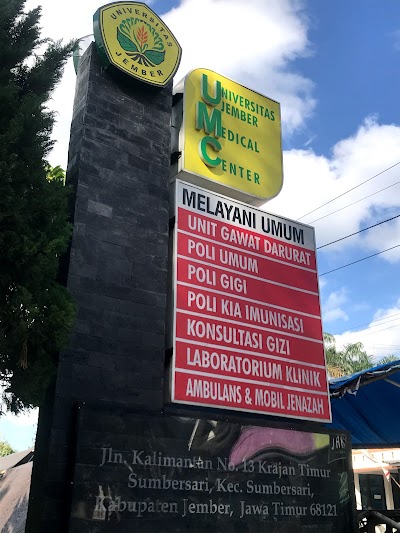 UNIVERSITAS
JEMBER
UNIVERSITAS
JEMBER
MEDICAL
CENTER
MELAYANI UMUM
UNIT GAWAT DARURAT
POLI UMUM
POLI GIGI
POLI KIA IMUNISASI
KONSULTASI GIZI
LABORATORIUM KLINIK
AMBULANS & MOBIL JENAZAH
Jln. Kalimantan No. 13 Krajan Timur
Sumbersari, Kec. Sumbersari,
Kabupaten Jember, Jawa Timur 68121